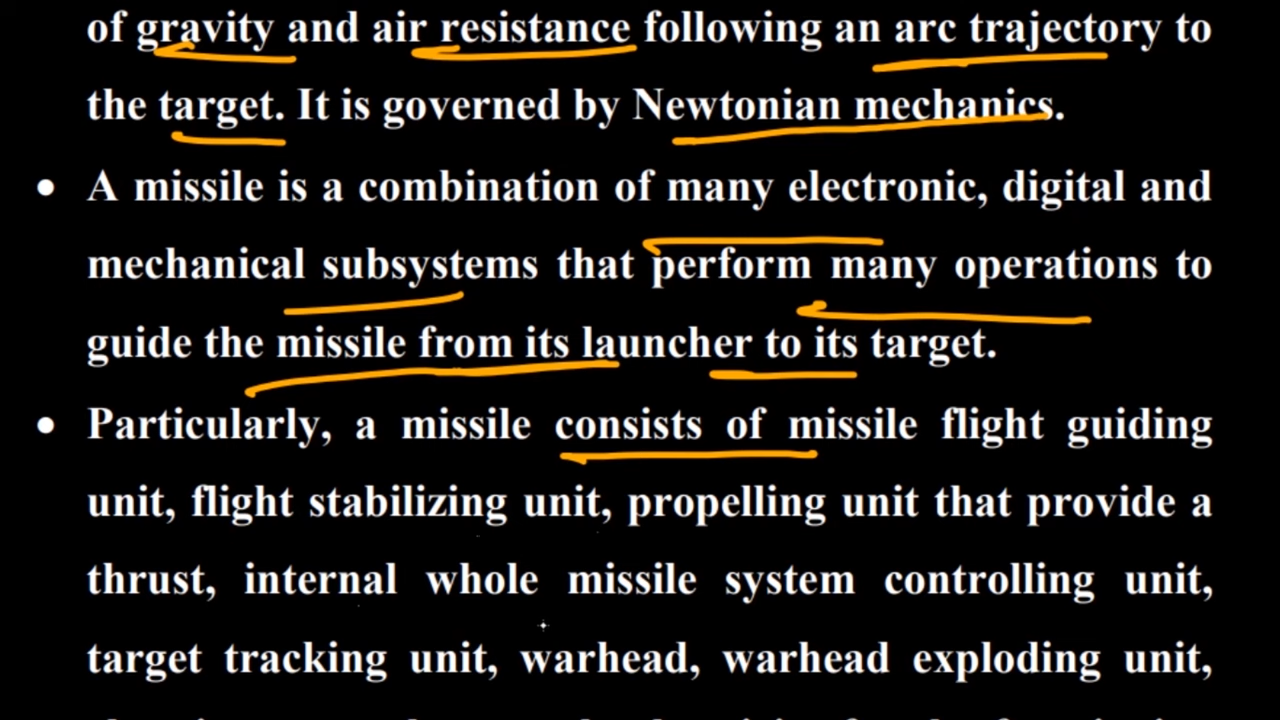 of gravity and air resistance following an arc trajectory to
the target. It is governed by Newtonian mechanics.
• A missile is a combination of many electronic, digital and
mechanical subsystems that perform many operations to
guide the missile from its launcher to its target.
• Particularly, a missile consists of missile flight guiding
unit, flight stabilizing unit, propelling unit that provide a
thrust, internal whole missile system controlling unit,
target tracking unit, warhead, warhead exploding unit,